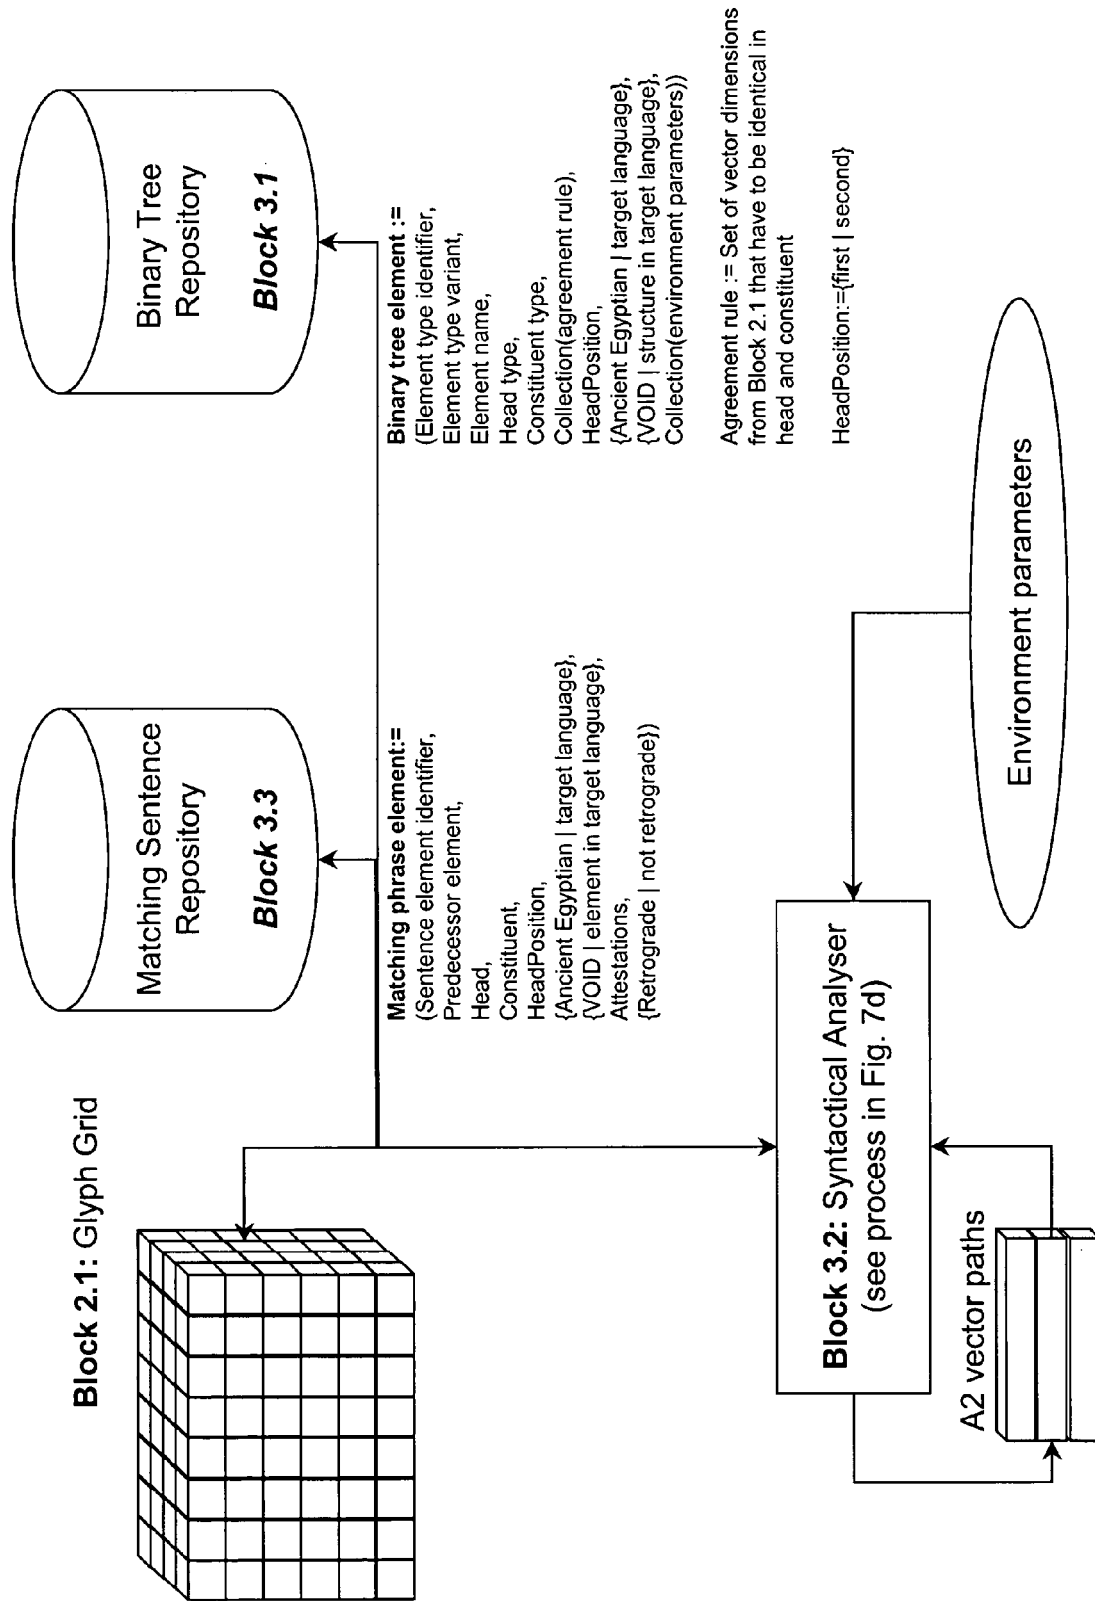 Block 2.1: Glyph Grid
Matching Sentence
Repository
Block 3.3
Binary Tree
Repository
Block 3.1
Matching phrase element:=
(Sentence element identifier,
Predecessor element,
Head,
Constituent,
HeadPosition,
{Ancient Egyptian | target language},
{VOID | element in target language},
Attestations,
{Retrograde | not retrograde})
Binary tree element :=
(Element type identifier,
Element type variant,
Element name,
Head type,
Constituent type,
Collection(agreement rule),
HeadPosition,
{Ancient Egyptian | target language},
{VOID | structure in target language},
Collection(environment parameters))
Agreement rule := Set of vector dimensions
from Block 2.1 that have to be identical in
head and constituent
HeadPosition:={first | second}
Block 3.2: Syntactical Analyser
(see process in Fig. 7d)
A2 vector paths
Environment parameters